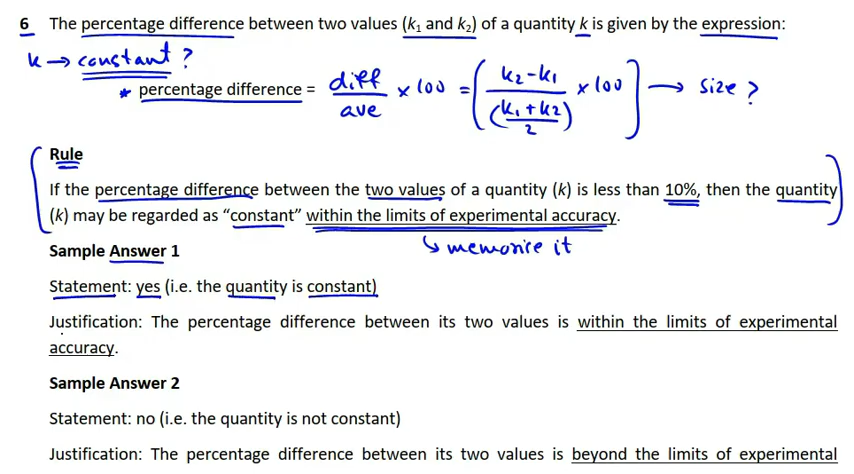 6 The percentage difference between two values (k₁ and k₂) of a quantity k is given by the expression:
k → constant ?
* percentage difference = diff/ave × 100 = ( (k₂ - k₁) / ((k₁ + k₂)/2) × 100 ) → size ?
Rule
If the percentage difference between the two values of a quantity (k) is less than 10%, then the quantity
(k) may be regarded as “constant” within the limits of experimental accuracy.
↳ memorise it
Sample Answer 1
Statement: yes (i.e. the quantity is constant)
Justification: The percentage difference between its two values is within the limits of experimental
accuracy.
Sample Answer 2
Statement: no (i.e. the quantity is not constant)
Justification: The percentage difference between its two values is beyond the limits of experimental